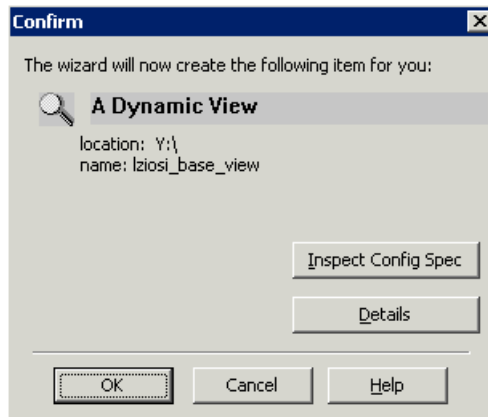 Confirm
The wizard will now create the following item for you:
A Dynamic View
location: Y:\
name: lziosi_base_view
Inspect Config Spec
Details
OK
Cancel
Help